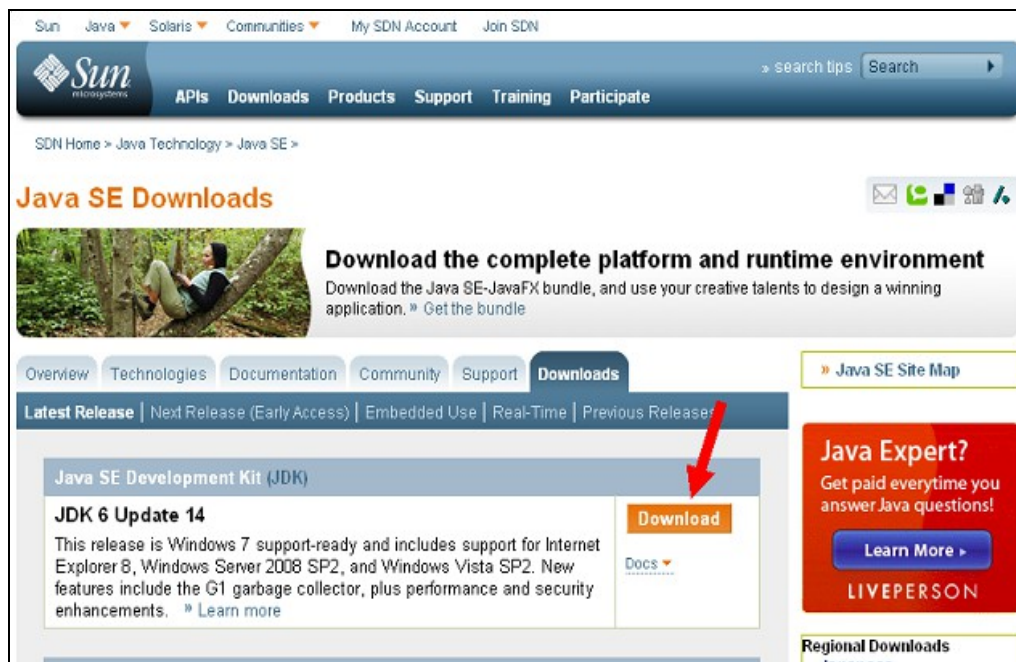 Sun Java Solaris Communities My SDN Account Join SDN
Sun
microsystems
» search tips Search
APIs Downloads Products Support Training Participate
SDN Home > Java Technology > Java SE >
Java SE Downloads
Download the complete platform and runtime environment
Download the Java SE-JavaFX bundle, and use your creative talents to design a winning
application. » Get the bundle
Overview Technologies Documentation Community Support Downloads
Latest Release | Next Release (Early Access) | Embedded Use | Real-Time | Previous Releases
» Java SE Site Map
Java SE Development Kit (JDK)
JDK 6 Update 14
Download
This release is Windows 7 support-ready and includes support for Internet
Explorer 8, Windows Server 2008 SP2, and Windows Vista SP2. New
features include the G1 garbage collector, plus performance and security
enhancements. » Learn more
Docs
Java Expert?
Get paid everytime you
answer Java questions!
Learn More
LIVEPERSON
Regional Downloads